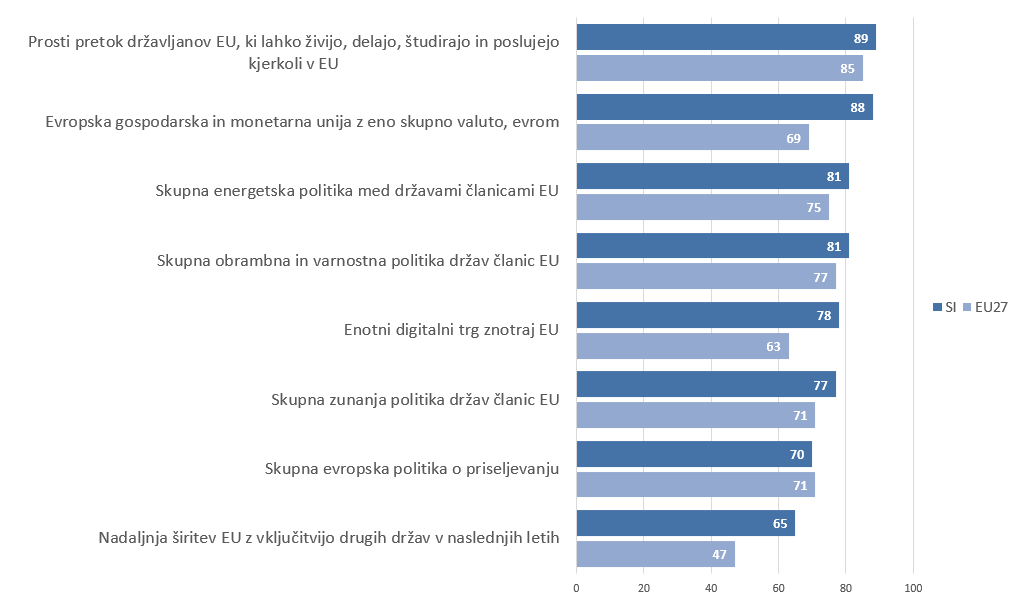 Prosti pretok državljanov EU, ki lahko živijo, delajo, študirajo in poslujejo
kjerkoli v EU
89
85
Evropska gospodarska in monetarna unija z eno skupno valuto, evrom
88
69
Skupna energetska politika med državami članicami EU
81
75
Skupna obrambna in varnostna politika držav članic EU
81
77
Enotni digitalni trg znotraj EU
78
63
Skupna zunanja politika držav članic EU
77
71
Skupna evropska politika o priseljevanju
70
71
Nadaljnja širitev EU z vključitvijo drugih držav v naslednjih letih
65
47
0 20 40 60 80 100
SI EU27